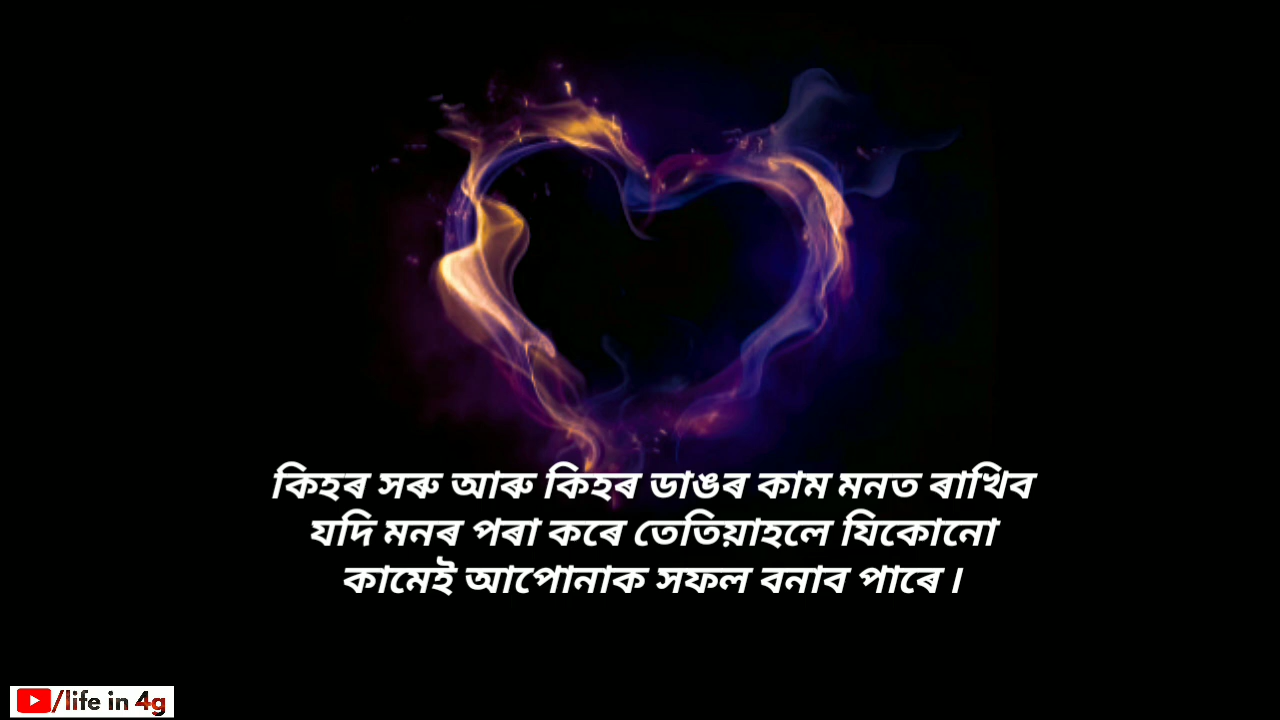 কিহৰ সৰু আৰু কিহৰ ডাঙৰ কাম মনত ৰাখিব
যদি মনৰ পৰা কৰে তেতিয়াহলে যিকোনো
কামেই আপোনাক সফল বনাব পাৰে ।
/life in 4g